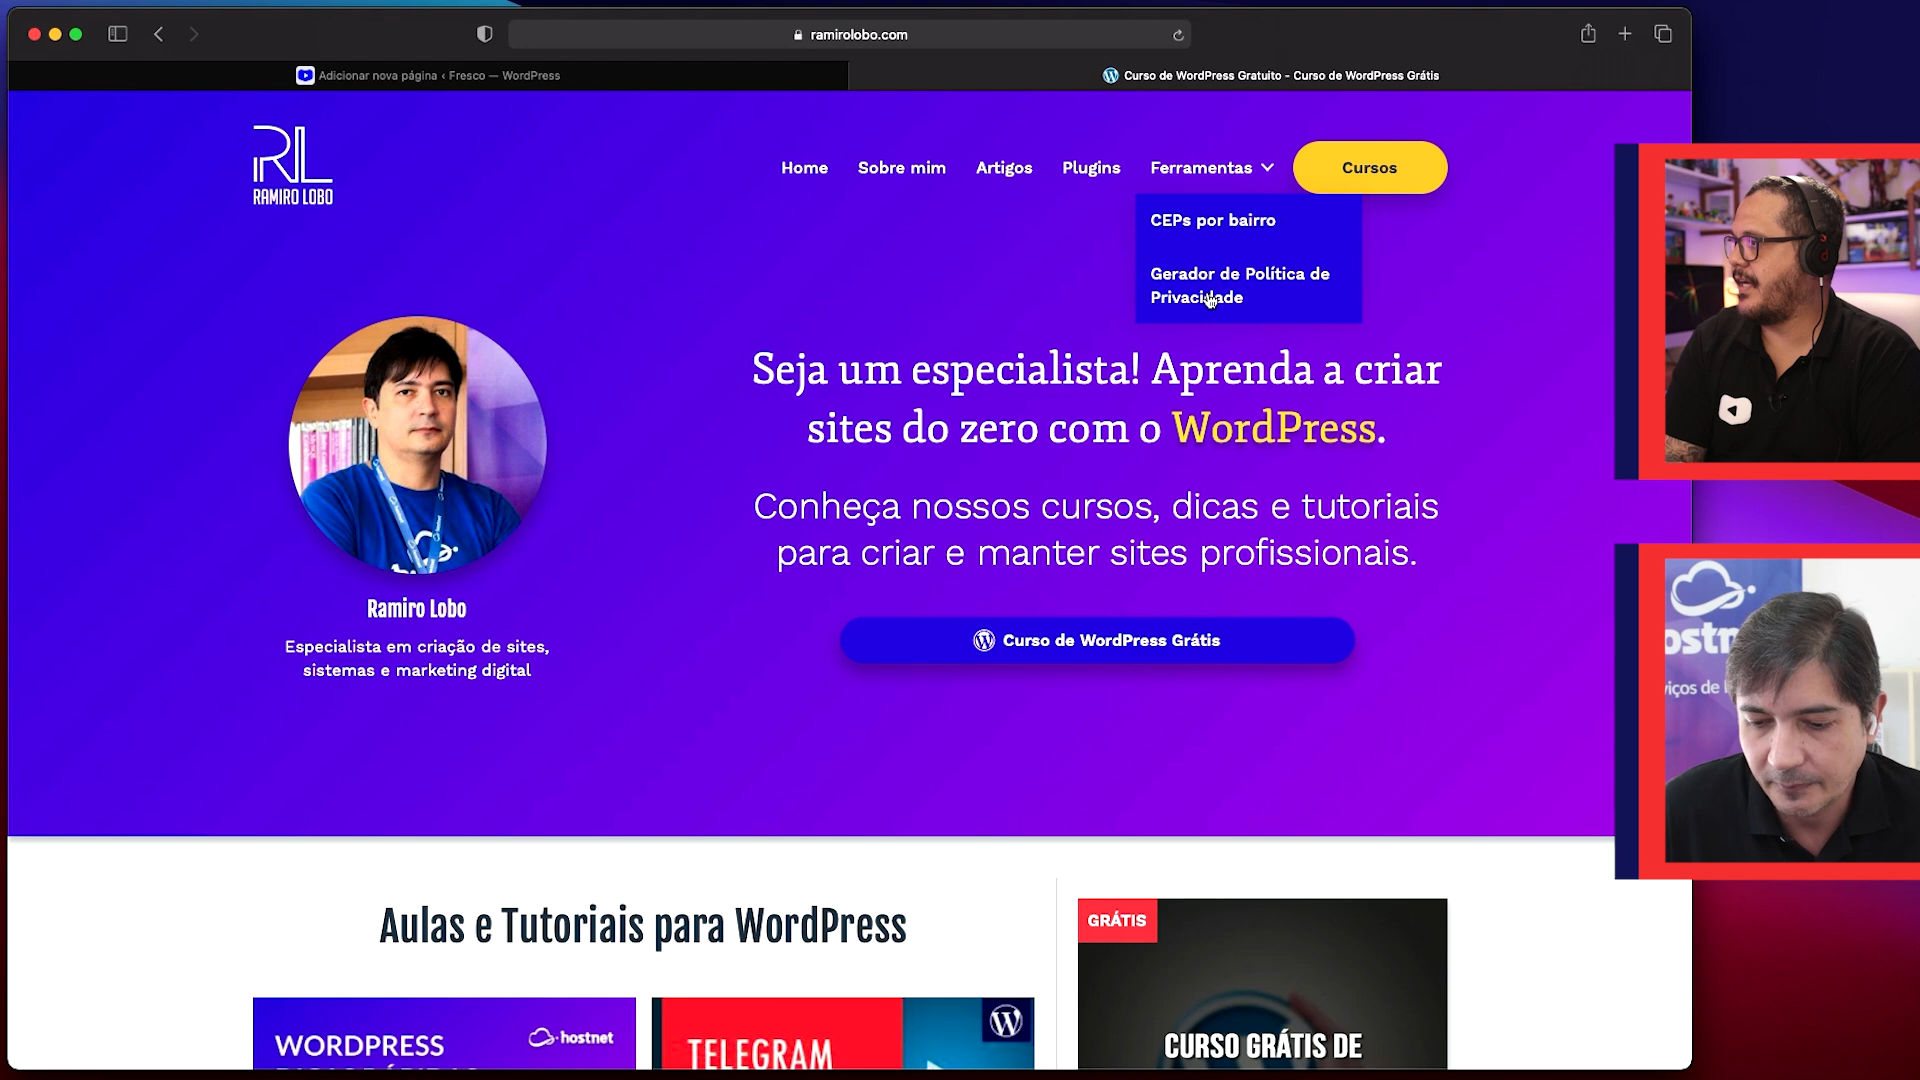 ramirolobo.com
Adicionar nova página ‹ Fresco — WordPress
Curso de WordPress Gratuito - Curso de WordPress Grátis
RL
RAMIRO LOBO
Home
Sobre mim
Artigos
Plugins
Ferramentas
Cursos
CEPs por bairro
Gerador de Política de
Privacidade
Seja um especialista! Aprenda a criar
sites do zero com o WordPress.
Conheça nossos cursos, dicas e tutoriais
para criar e manter sites profissionais.
Curso de WordPress Grátis
Ramiro Lobo
Especialista em criação de sites,
sistemas e marketing digital
Aulas e Tutoriais para WordPress
WORDPRESS
hostnet
TELEGRAM
GRÁTIS
CURSO GRÁTIS DE